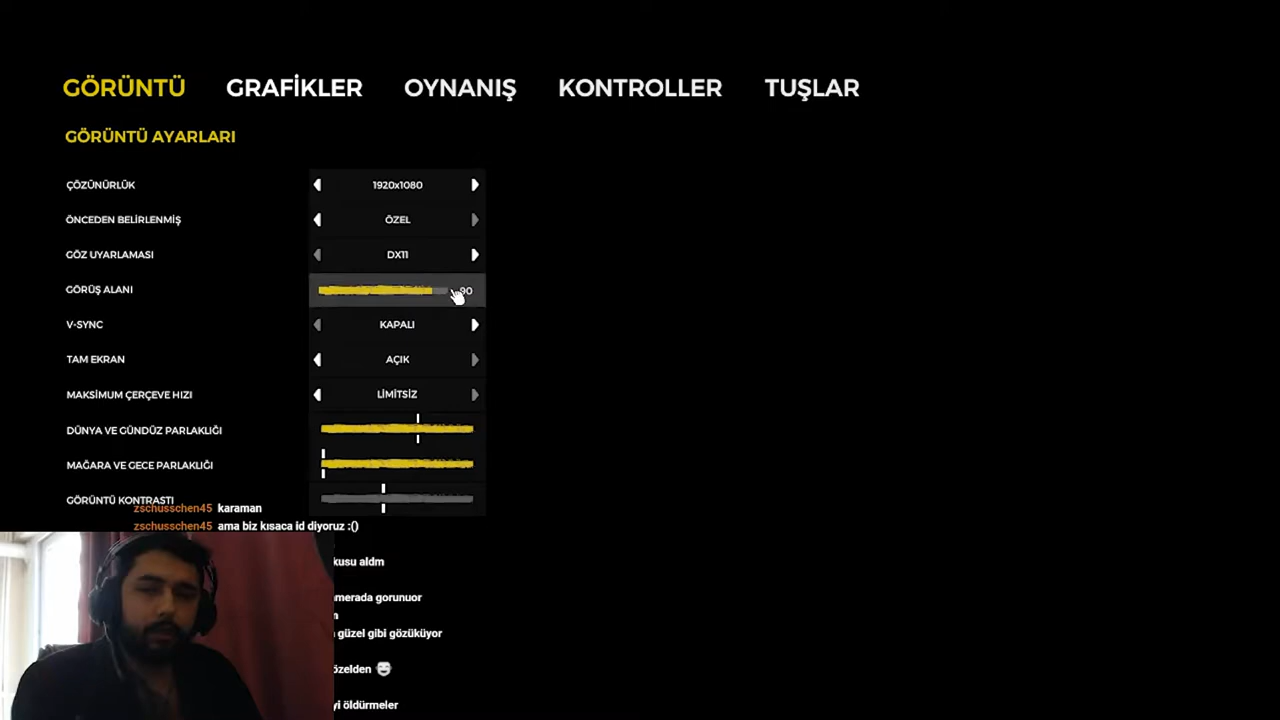 GÖRÜNTÜ GRAFİKLER OYNANIŞ KONTROLLER TUŞLAR
GÖRÜNTÜ AYARLARI
ÇÖZÜNÜRLÜK 1920x1080
ÖNCEDEN BELİRLENMİŞ ÖZEL
GÖZ UYARLAMASI DX11
GÖRÜŞ ALANI 90
V-SYNC KAPALI
TAM EKRAN AÇIK
MAKSİMUM ÇERÇEVE HIZI LİMİTSİZ
DÜNYA VE GÜNDÜZ PARLAKLIĞI
MAĞARA VE GECE PARLAKLIĞI
GÖRÜNTÜ KONTRASTI
zschusschen45 karaman
zschusschen45 ama biz kısaca id diyoruz :()
kusu aldm
gorunuor
güzel gibi gözüküyor
özelden
öldürmeler